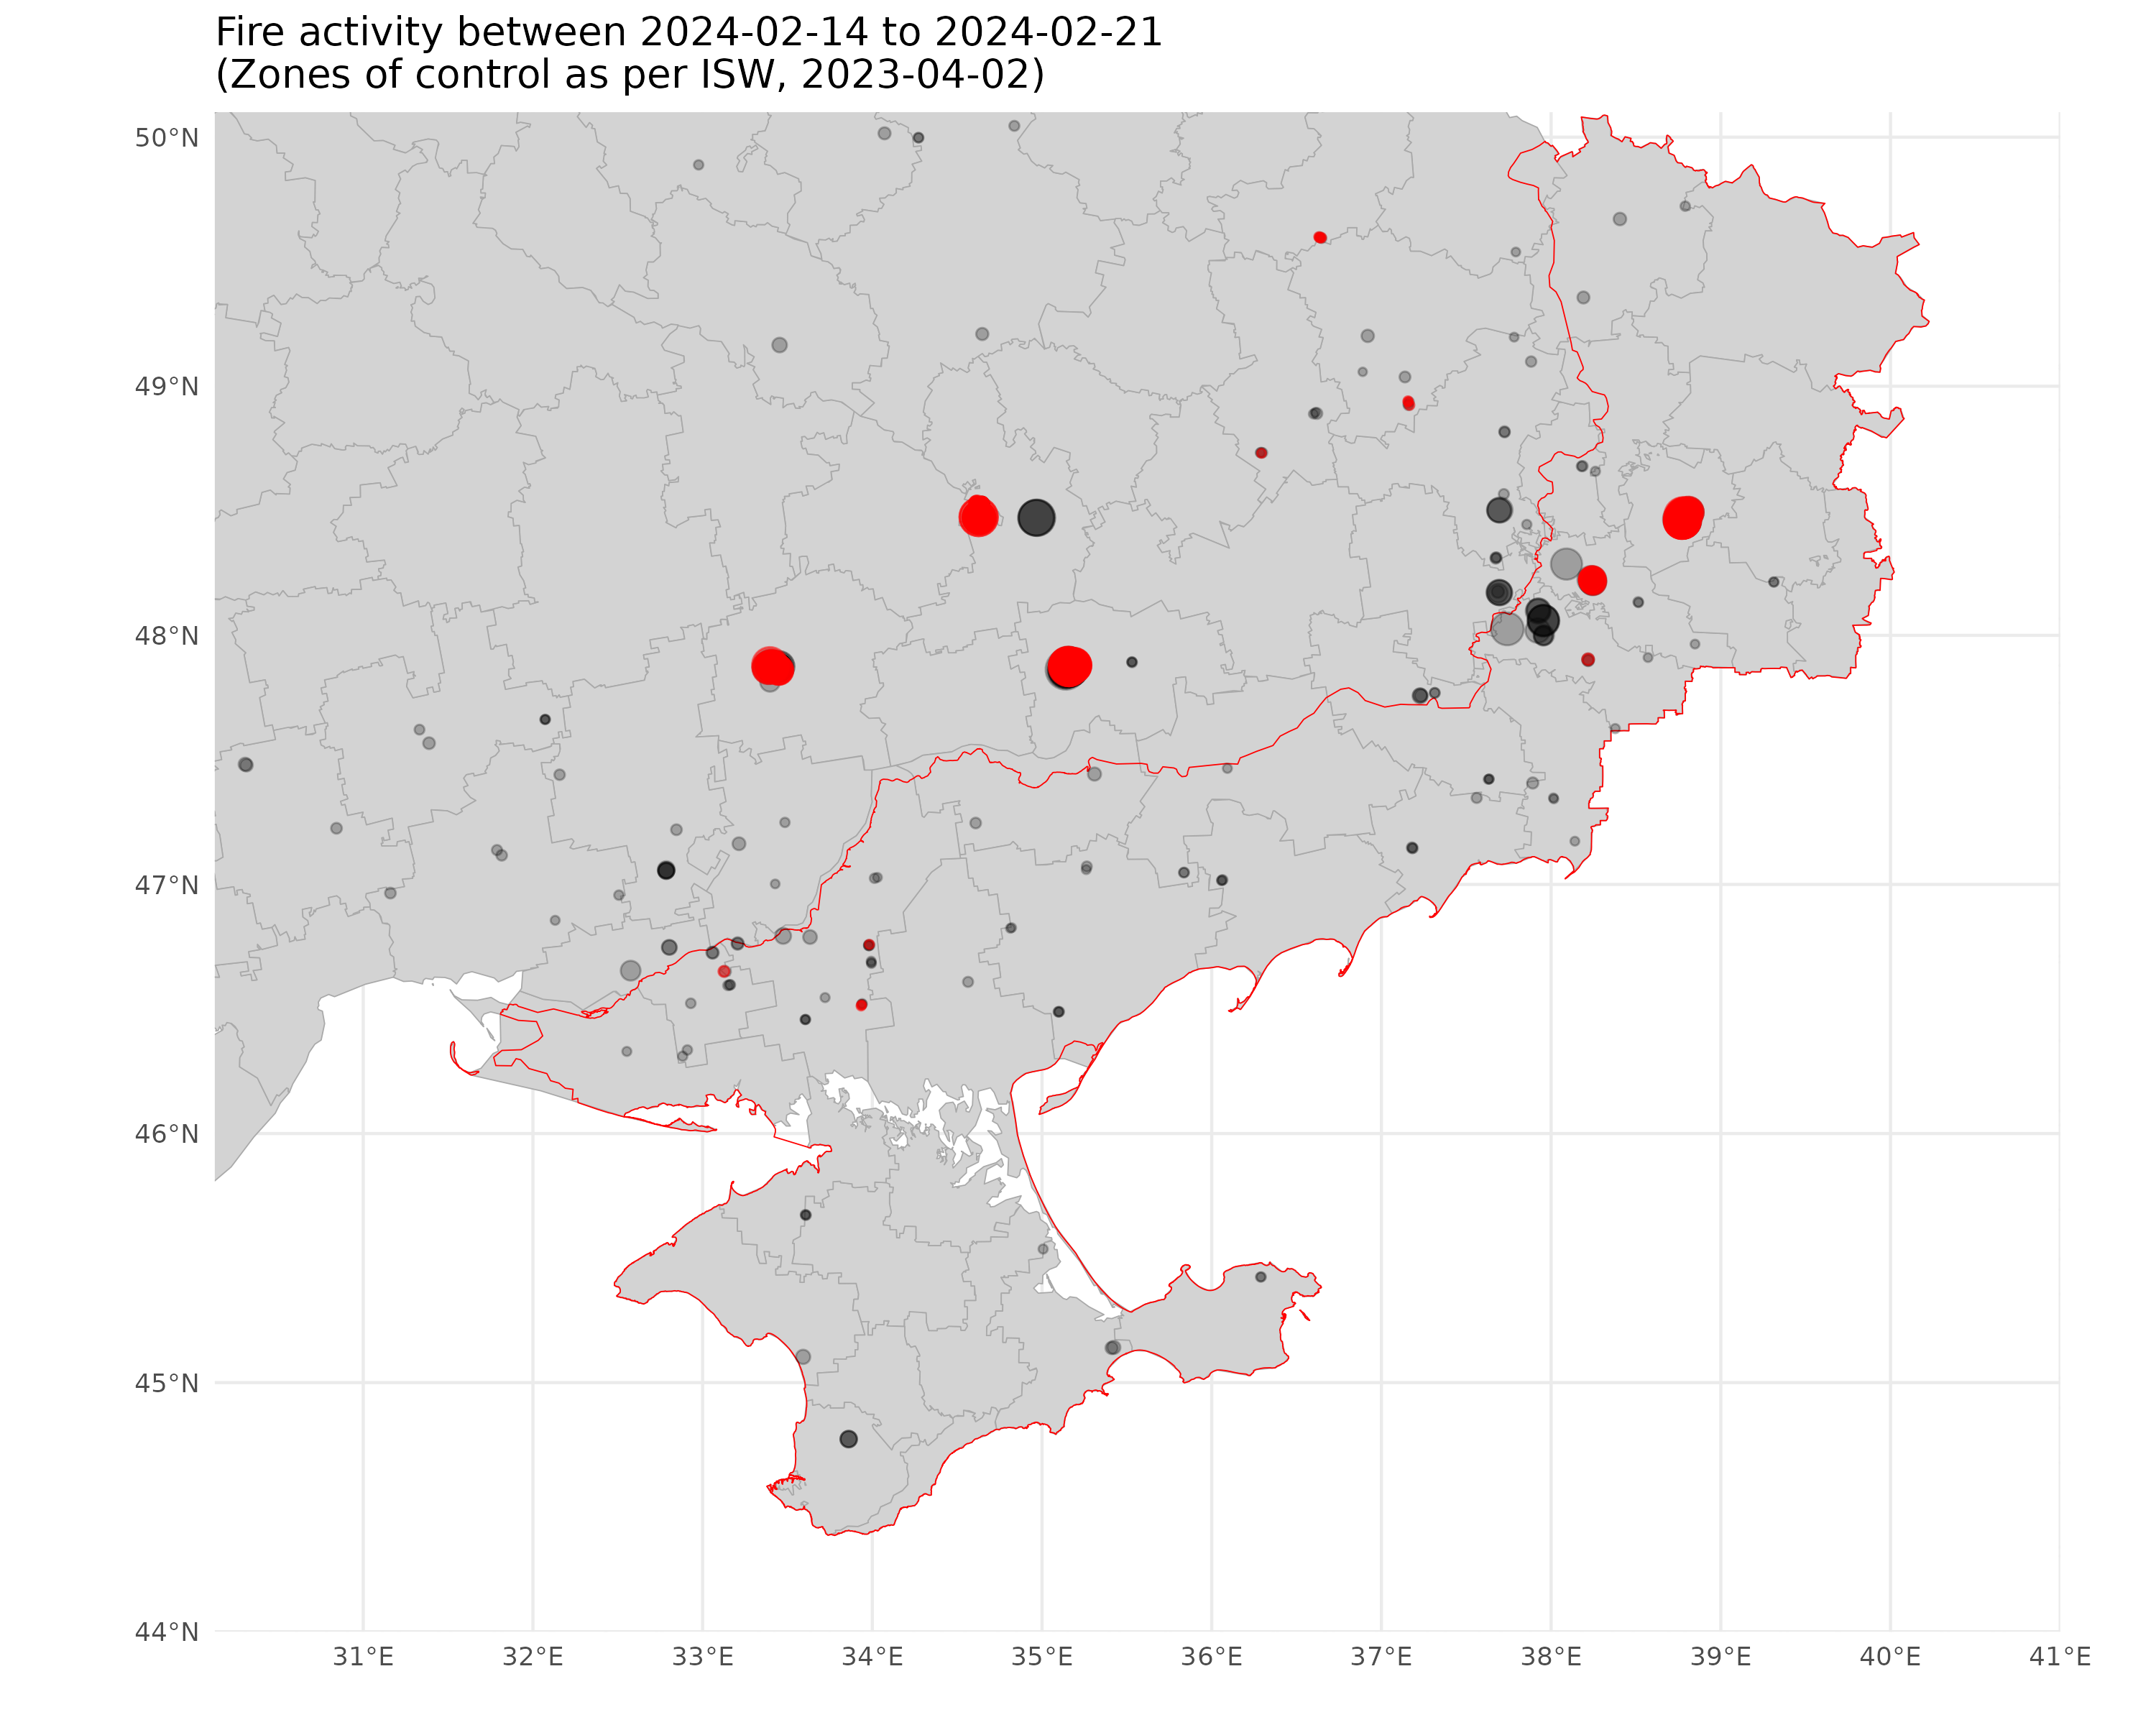 Fire activity between 2024-02-14 to 2024-02-21
(Zones of control as per ISW, 2023-04-02)
50°N
49°N
48°N
47°N
46°N
45°N
44°N
31°E
32°E
33°E
34°E
35°E
36°E
37°E
38°E
39°E
40°E
41°E